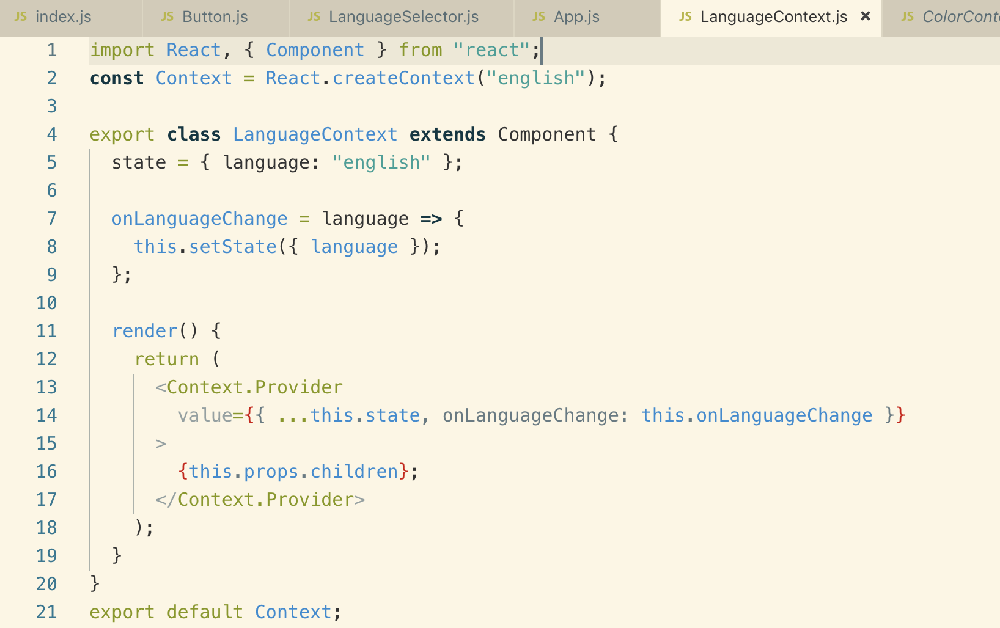 JS index.js JS Button.js JS LanguageSelector.js JS App.js JS LanguageContext.js × JS ColorCont
1 import React, { Component } from "react";
2 const Context = React.createContext("english");
3
4 export class LanguageContext extends Component {
5 state = { language: "english" };
6
7 onLanguageChange = language => {
8 this.setState({ language });
9 };
10
11 render() {
12 return (
13 <Context.Provider
14 value={{ ...this.state, onLanguageChange: this.onLanguageChange }}
15 >
16 {this.props.children};
17 </Context.Provider>
18 );
19 }
20 }
21 export default Context;